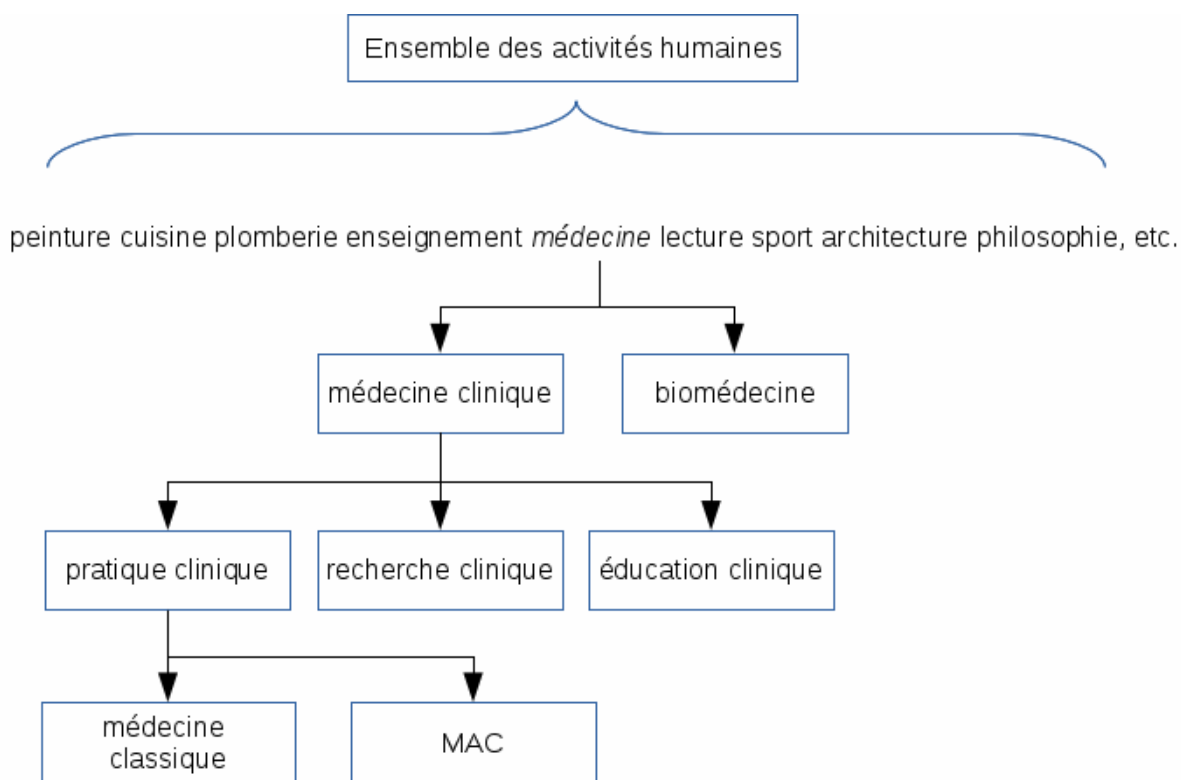 Ensemble des activités humaines
peinture cuisine plomberie enseignement médecine lecture sport architecture philosophie, etc.
médecine clinique
biomédecine
pratique clinique
recherche clinique
éducation clinique
médecine
classique
MAC